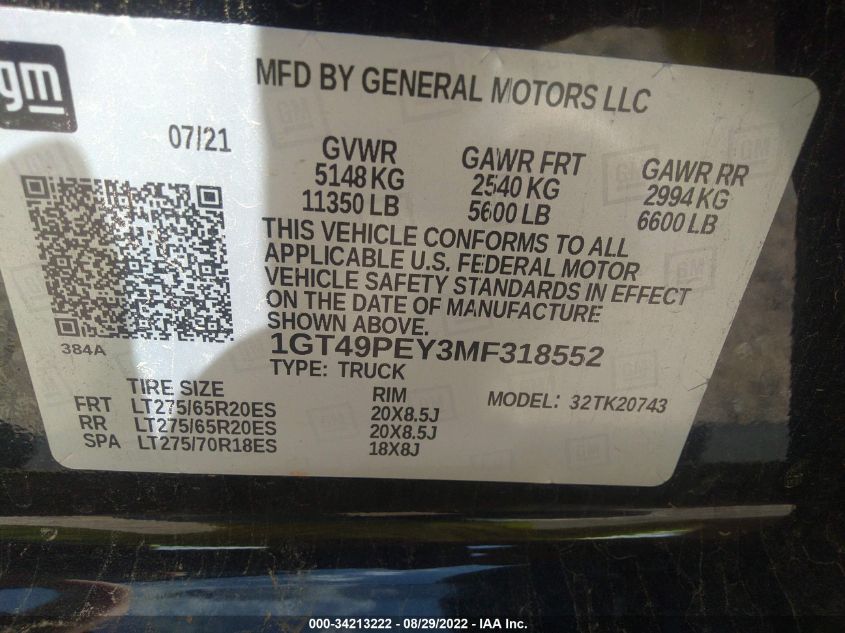 gm
MFD BY GENERAL MOTORS LLC
07/21
GVWR
5148 KG
11350 LB
GAWR FRT
2540 KG
5600 LB
GAWR RR
2994 KG
6600 LB
THIS VEHICLE CONFORMS TO ALL
APPLICABLE U.S. FEDERAL MOTOR
VEHICLE SAFETY STANDARDS IN EFFECT
ON THE DATE OF MANUFACTURE
SHOWN ABOVE.
384A
1GT49PEY3MF318552
TYPE: TRUCK
MODEL: 32TK20743
TIRE SIZE RIM
FRT LT275/65R20ES 20X8.5J
RR LT275/65R20ES 20X8.5J
SPA LT275/70R18ES 18X8J
000-34213222 - 08/29/2022 - IAA Inc.